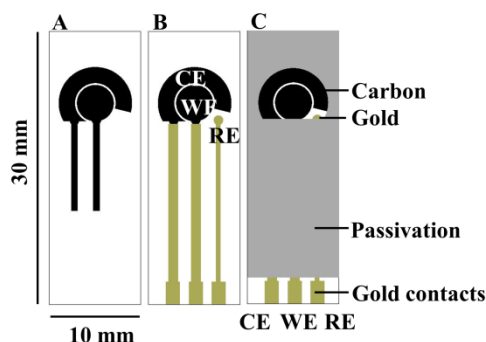 A
B
C
CE
WE
RE
Carbon
Gold
Passivation
Gold contacts
CE WE RE
30 mm
10 mm